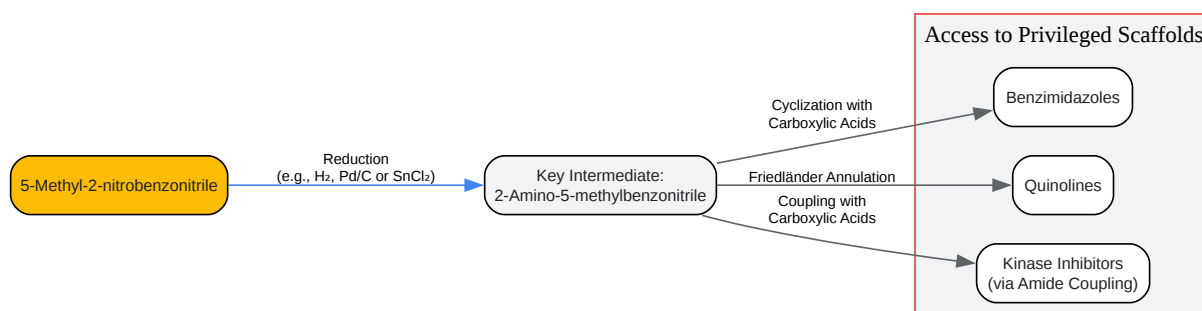 Access to Privileged Scaffolds
Cyclization with
Carboxylic Acids
Benzimidazoles
5-Methyl-2-nitrobenzonitrile
Reduction
(e.g., H₂, Pd/C or SnCl₂)
Key Intermediate:
2-Amino-5-methylbenzonitrile
Friedländer Annulation
Quinolines
Coupling with
Carboxylic Acids
Kinase Inhibitors
(via Amide Coupling)